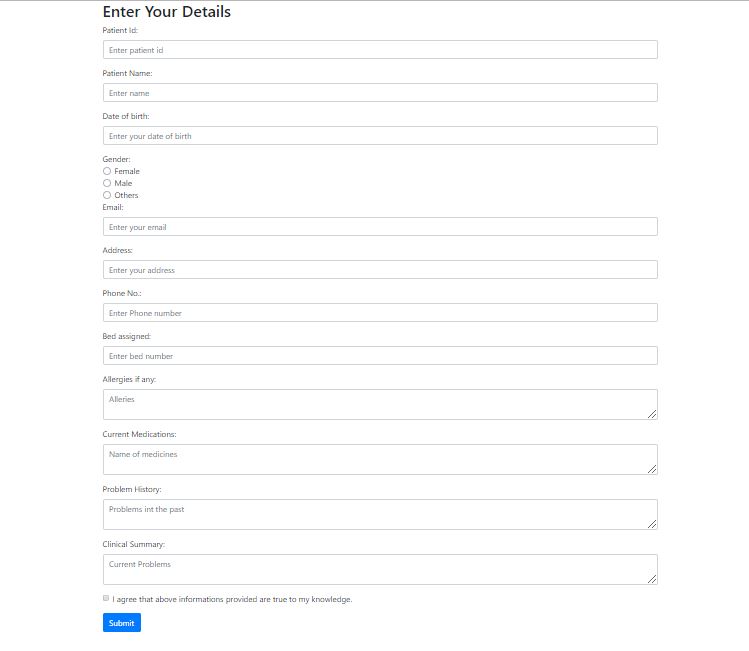 Enter Your Details
Patient Id:
Enter patient id
Patient Name:
Enter name
Date of birth:
Enter your date of birth
Gender:
Female
Male
Others
Email:
Enter your email
Address:
Enter your address
Phone No.:
Enter Phone number
Bed assigned:
Enter bed number
Allergies if any:
Alleries
Current Medications:
Name of medicines
Problem History:
Problems int the past
Clinical Summary:
Current Problems
I agree that above informations provided are true to my knowledge.
Submit